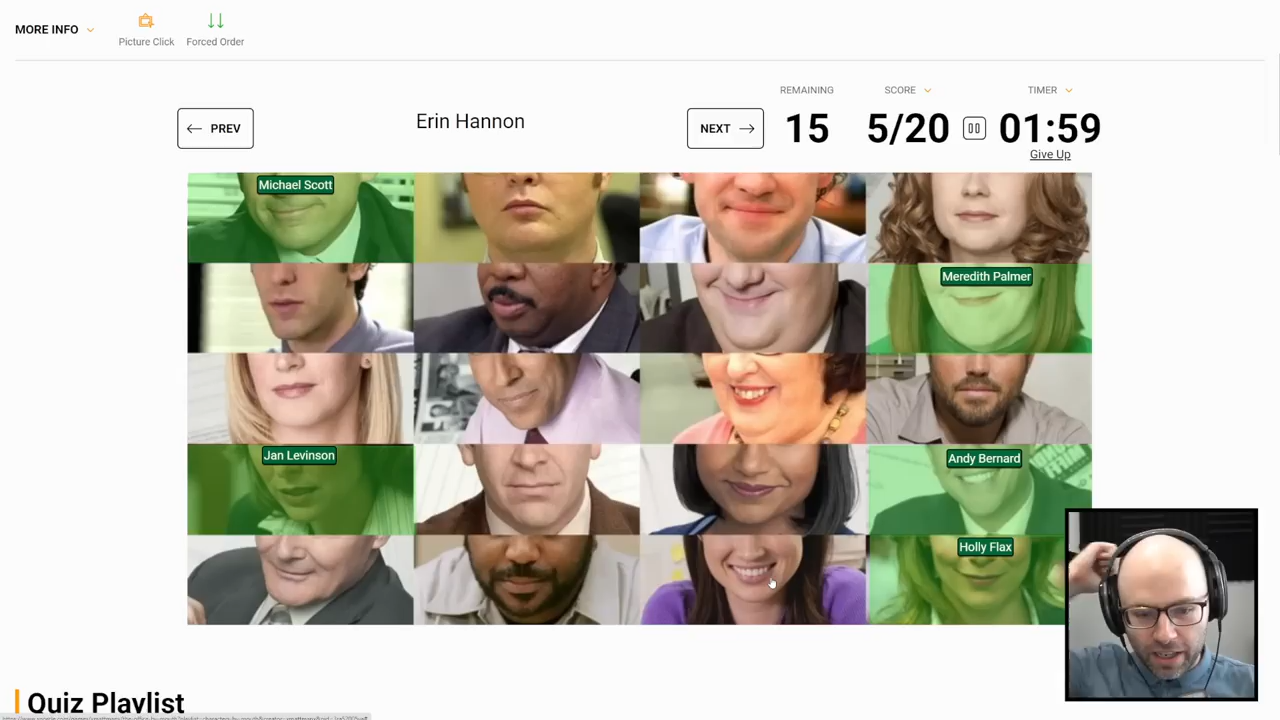 MORE INFO
Picture Click
Forced Order
REMAINING
SCORE
TIMER
PREV
Erin Hannon
NEXT
15
5/20
01:59
Give Up
Michael Scott
Meredith Palmer
Jan Levinson
Andy Bernard
Holly Flax
Quiz Playlist